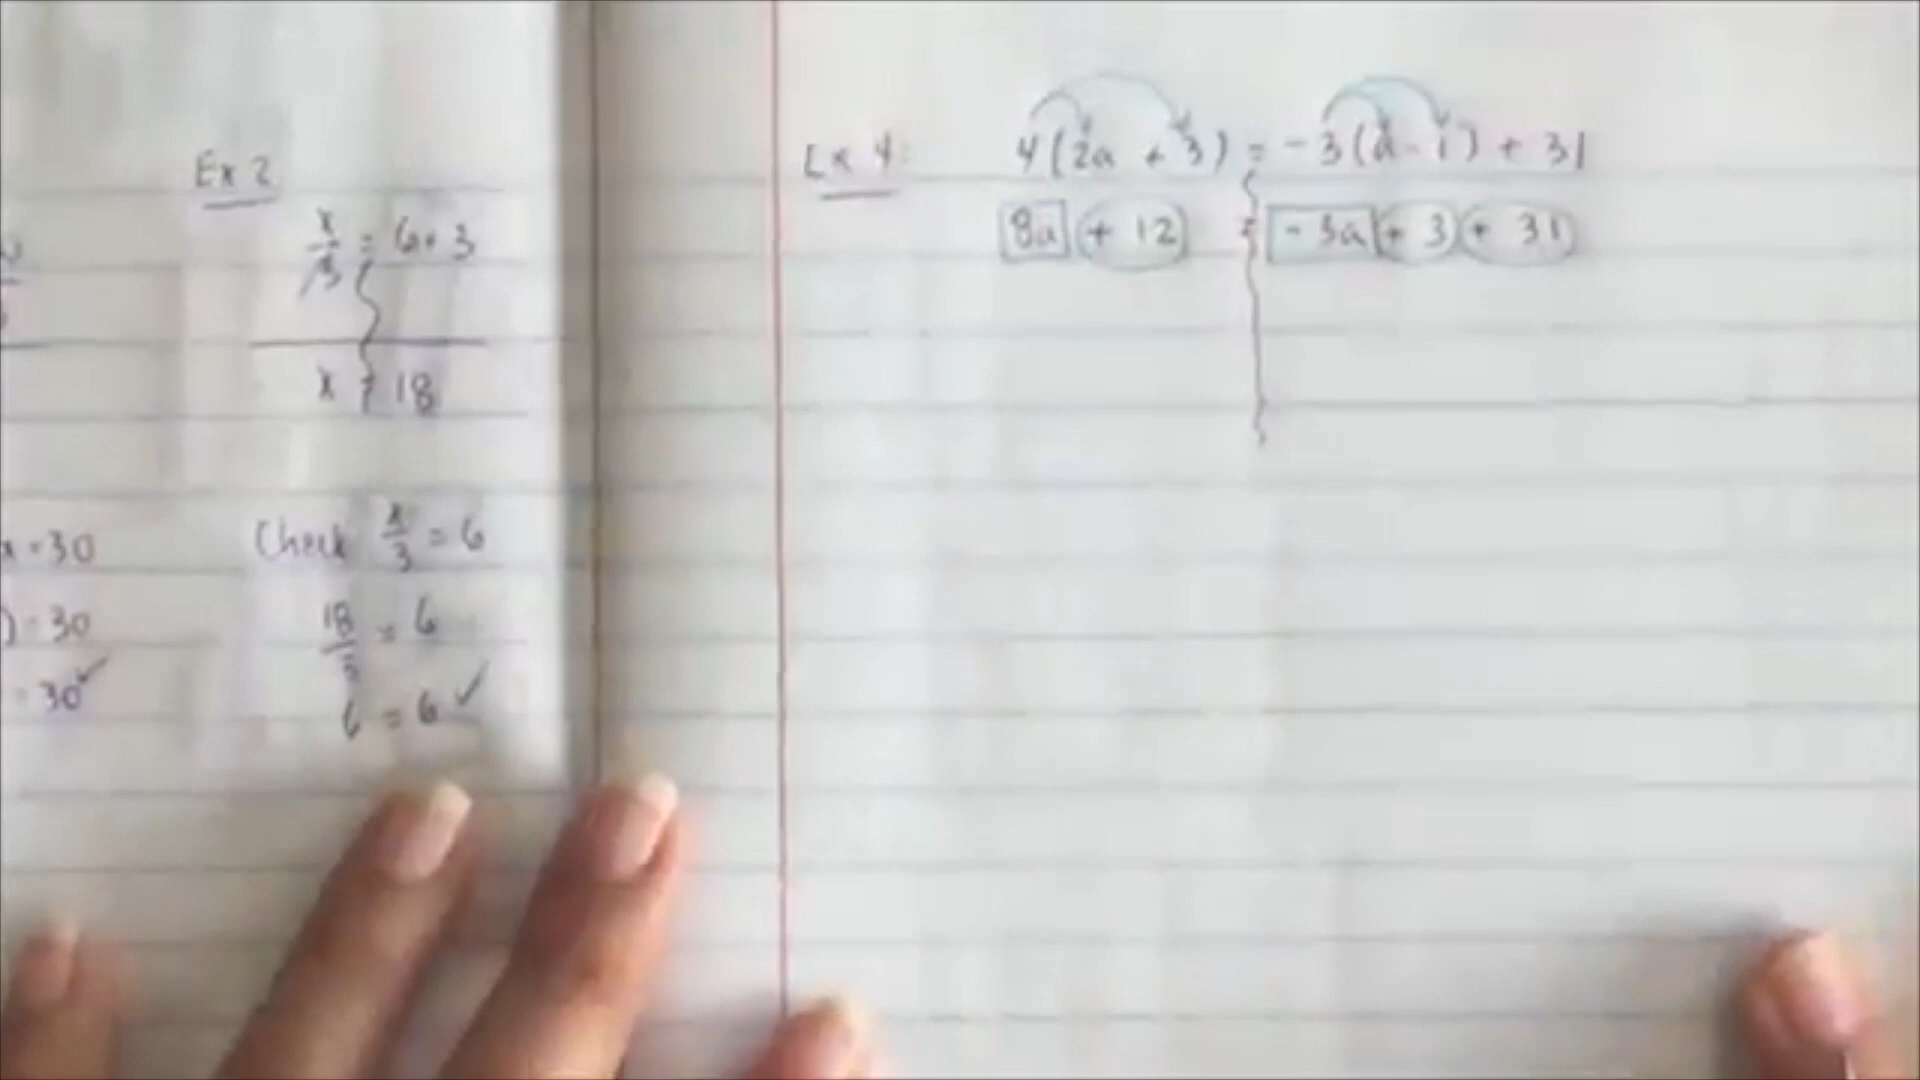 Ex 2
x/3 = 6 · 3
x = 18
x = 30
) = 30
= 30 ✓
Check x/3 = 6
18/3 = 6
6 = 6 ✓
Ex 4:
4(2a + 3) = -3(a - 1) + 31
8a + 12 = -3a + 3 + 31